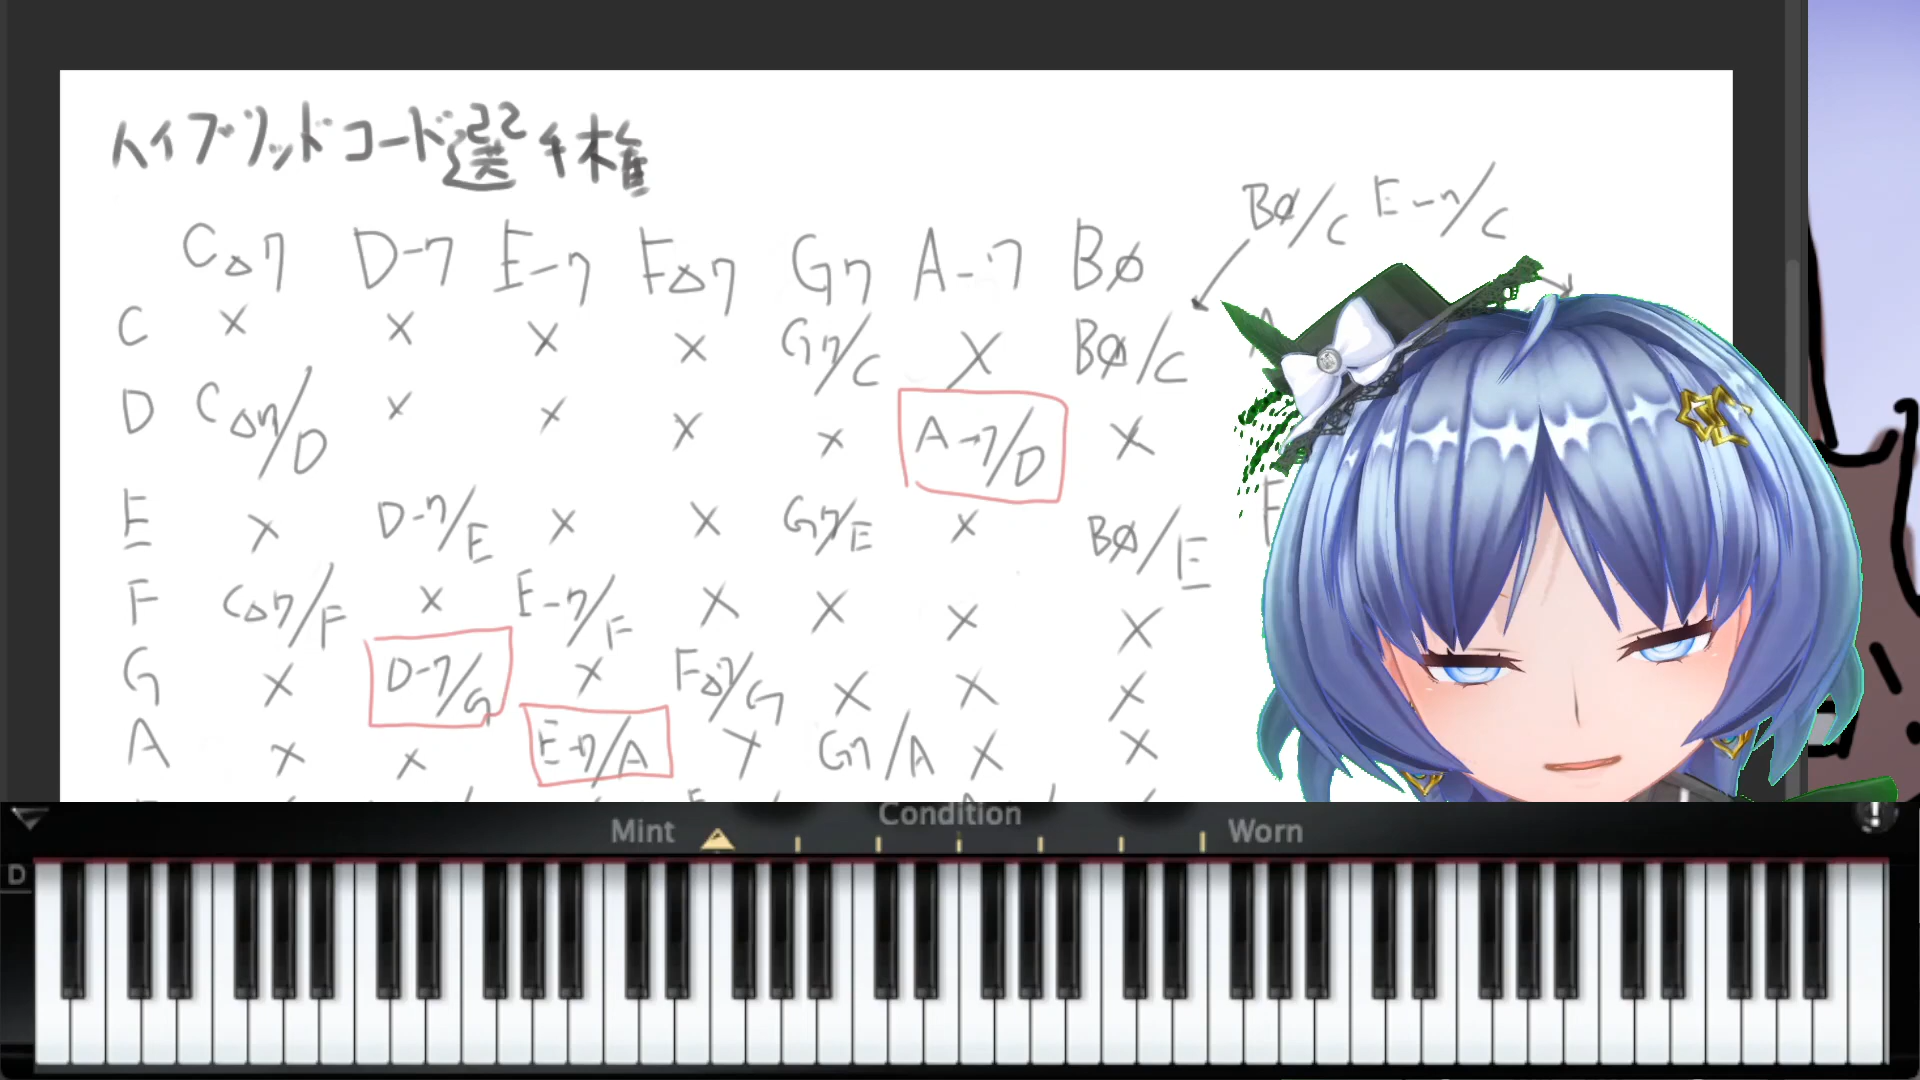 ハイブリッドコード選手権
Bø/C E-7/C
C△7 D-7 E-7 F△7 G7 A-7 Bø
C × × × × G7/C × Bø/C
D C△7/D × × × × A-7/D ×
E × D-7/E × × G7/E × Bø/E
F C△7/F × E-7/F × × × ×
G × D-7/G × F△7/G × × ×
A × × E-7/A × G7/A × ×
Condition
Mint Worn
D